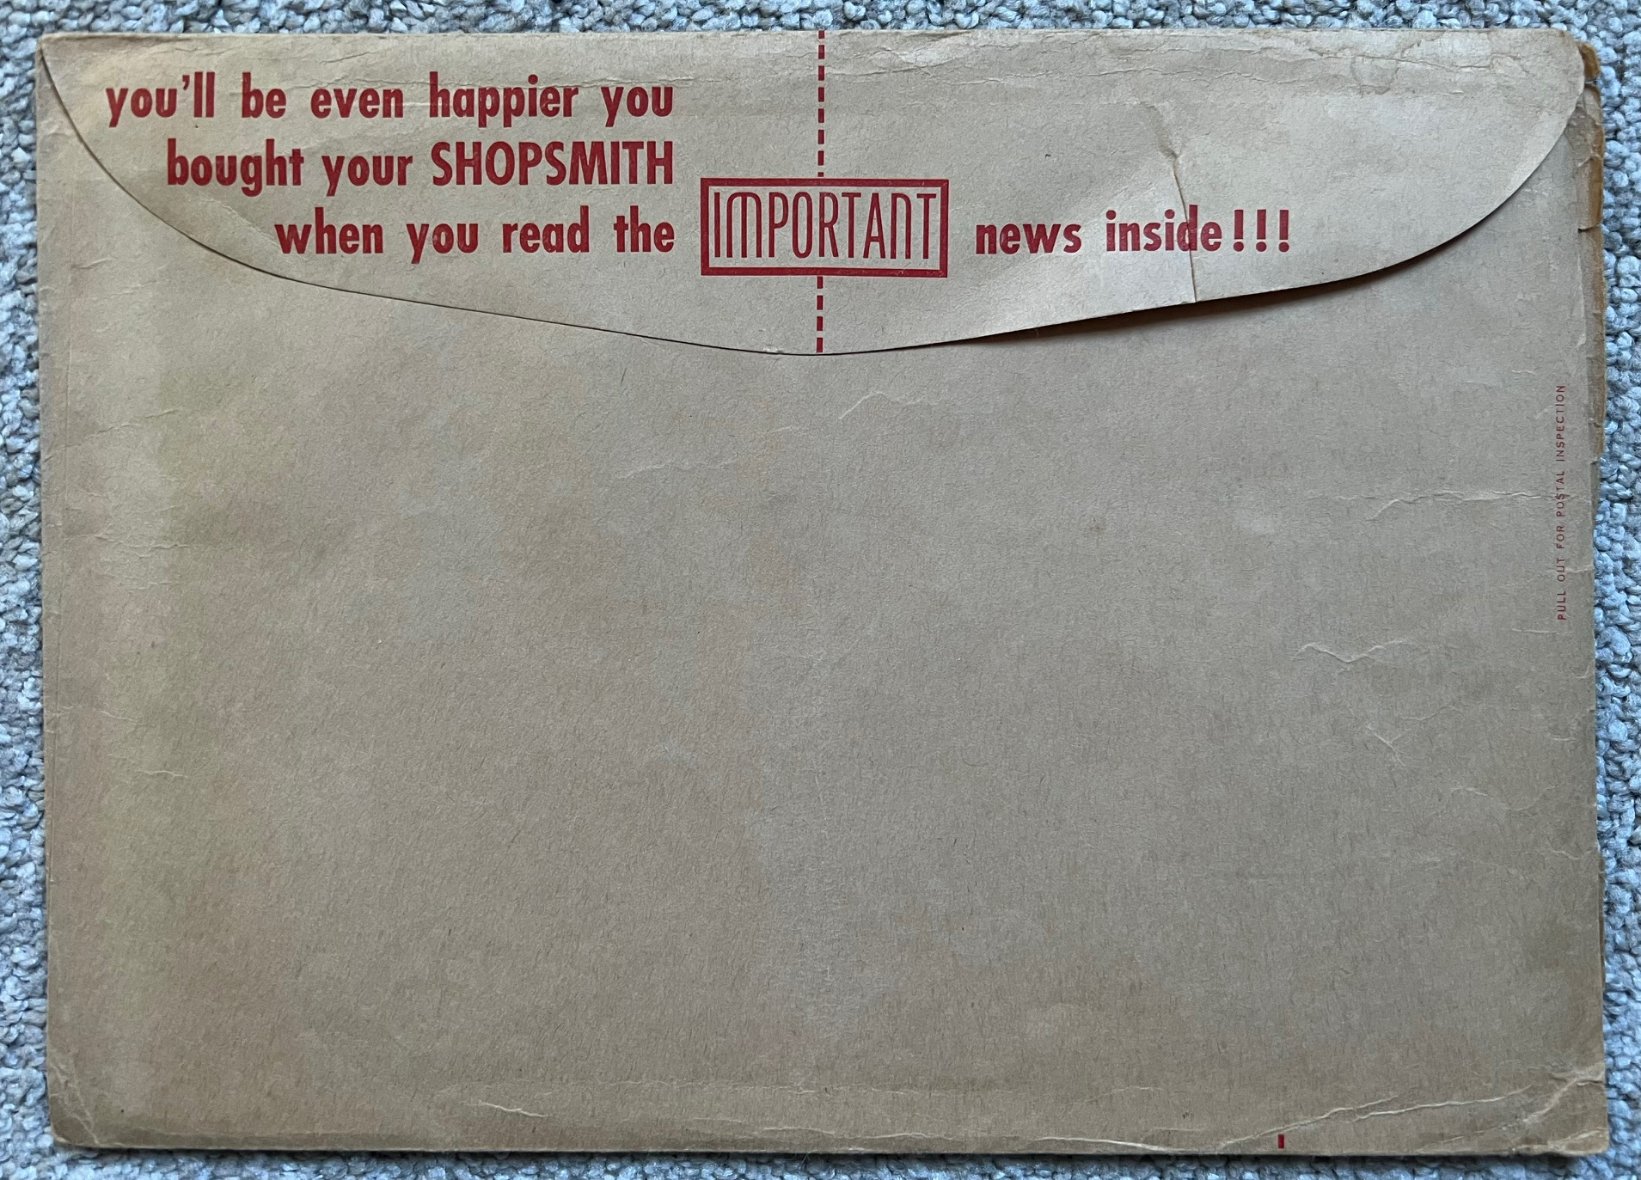 you'll be even happier you
bought your SHOPSMITH
when you read the IMPORTANT news inside!!!
PULL OUT FOR POSTAL INSPECTION